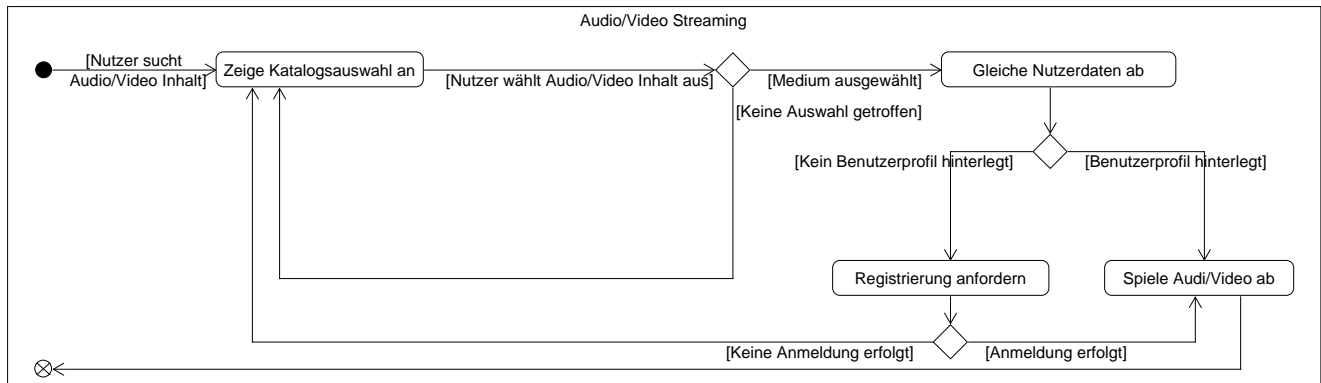 Audio/Video Streaming
[Nutzer sucht
Audio/Video Inhalt]
Zeige Katalogsauswahl an
[Nutzer wählt Audio/Video Inhalt aus]
[Medium ausgewählt]
Gleiche Nutzerdaten ab
[Keine Auswahl getroffen]
[Kein Benutzerprofil hinterlegt]
[Benutzerprofil hinterlegt]
Registrierung anfordern
Spiele Audi/Video ab
[Keine Anmeldung erfolgt]
[Anmeldung erfolgt]